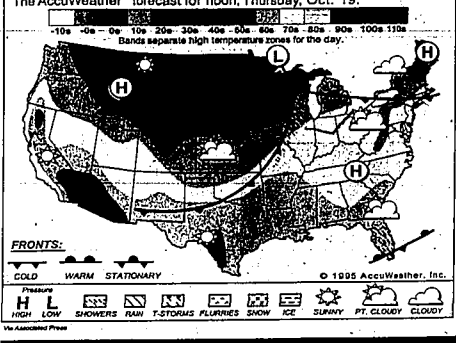 The AccuWeather forecast for noon, Thursday, Oct. 19.
-10s -0s 0s 10s 20s 30s 40s 50s 60s 70s 80s 90s 100s 110s
Bands separate high temperature zones for the day.
L
H
H
H
FRONTS:
COLD WARM STATIONARY
© 1995 AccuWeather, Inc.
Pressure
H L
HIGH LOW SHOWERS RAIN T-STORMS FLURRIES SNOW ICE SUNNY PT. CLOUDY CLOUDY
Via Associated Press